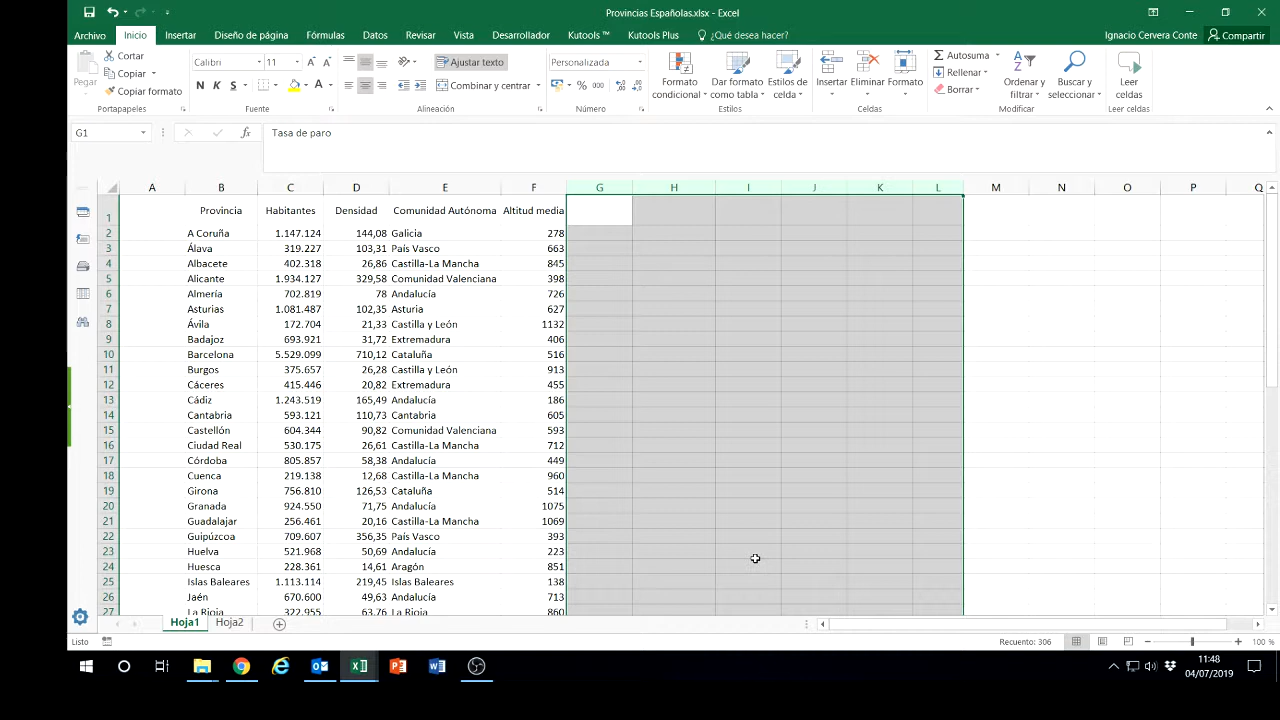 Provincias Españolas.xlsx - Excel
Archivo Inicio Insertar Diseño de página Fórmulas Datos Revisar Vista Desarrollador Kutools ™ Kutools Plus ¿Qué desea hacer? Ignacio Cervera Conte Compartir
Pegar
Cortar
Copiar
Copiar formato
Portapapeles
Calibri 11
N K S
Fuente
Ajustar texto
Combinar y centrar
Alineación
Personalizada
% 000
Número
Formato condicional
Dar formato como tabla
Estilos de celda
Estilos
Insertar
Eliminar
Formato
Celdas
Autosuma
Rellenar
Borrar
Ordenar y filtrar
Buscar y seleccionar
Modificar
Leer celdas
Leer celdas
G1 fx Tasa de paro
A B C D E F G H I J K L M N O P Q
1 Provincia Habitantes Densidad Comunidad Autónoma Altitud media
2 A Coruña 1.147.124 144,08 Galicia 278
3 Álava 319.227 103,31 País Vasco 663
4 Albacete 402.318 26,86 Castilla-La Mancha 845
5 Alicante 1.934.127 329,58 Comunidad Valenciana 398
6 Almería 702.819 78 Andalucía 726
7 Asturias 1.081.487 102,35 Asturia 627
8 Ávila 172.704 21,33 Castilla y León 1132
9 Badajoz 693.921 31,72 Extremadura 406
10 Barcelona 5.529.099 710,12 Cataluña 516
11 Burgos 375.657 26,28 Castilla y León 913
12 Cáceres 415.446 20,82 Extremadura 455
13 Cádiz 1.243.519 165,49 Andalucía 186
14 Cantabria 593.121 110,73 Cantabria 605
15 Castellón 604.344 90,82 Comunidad Valenciana 593
16 Ciudad Real 530.175 26,61 Castilla-La Mancha 712
17 Córdoba 805.857 58,38 Andalucía 449
18 Cuenca 219.138 12,68 Castilla-La Mancha 960
19 Girona 756.810 126,53 Cataluña 514
20 Granada 924.550 71,75 Andalucía 1075
21 Guadalajar 256.461 20,16 Castilla-La Mancha 1069
22 Guipúzcoa 709.607 356,35 País Vasco 393
23 Huelva 521.968 50,69 Andalucía 223
24 Huesca 228.361 14,61 Aragón 851
25 Islas Baleares 1.113.114 219,45 Islas Baleares 138
26 Jaén 670.600 49,63 Andalucía 713
27 La Rioja 322.955 63,76 La Rioja 860
Hoja1 Hoja2
Listo Recuento: 306 100 %
11:48
04/07/2019